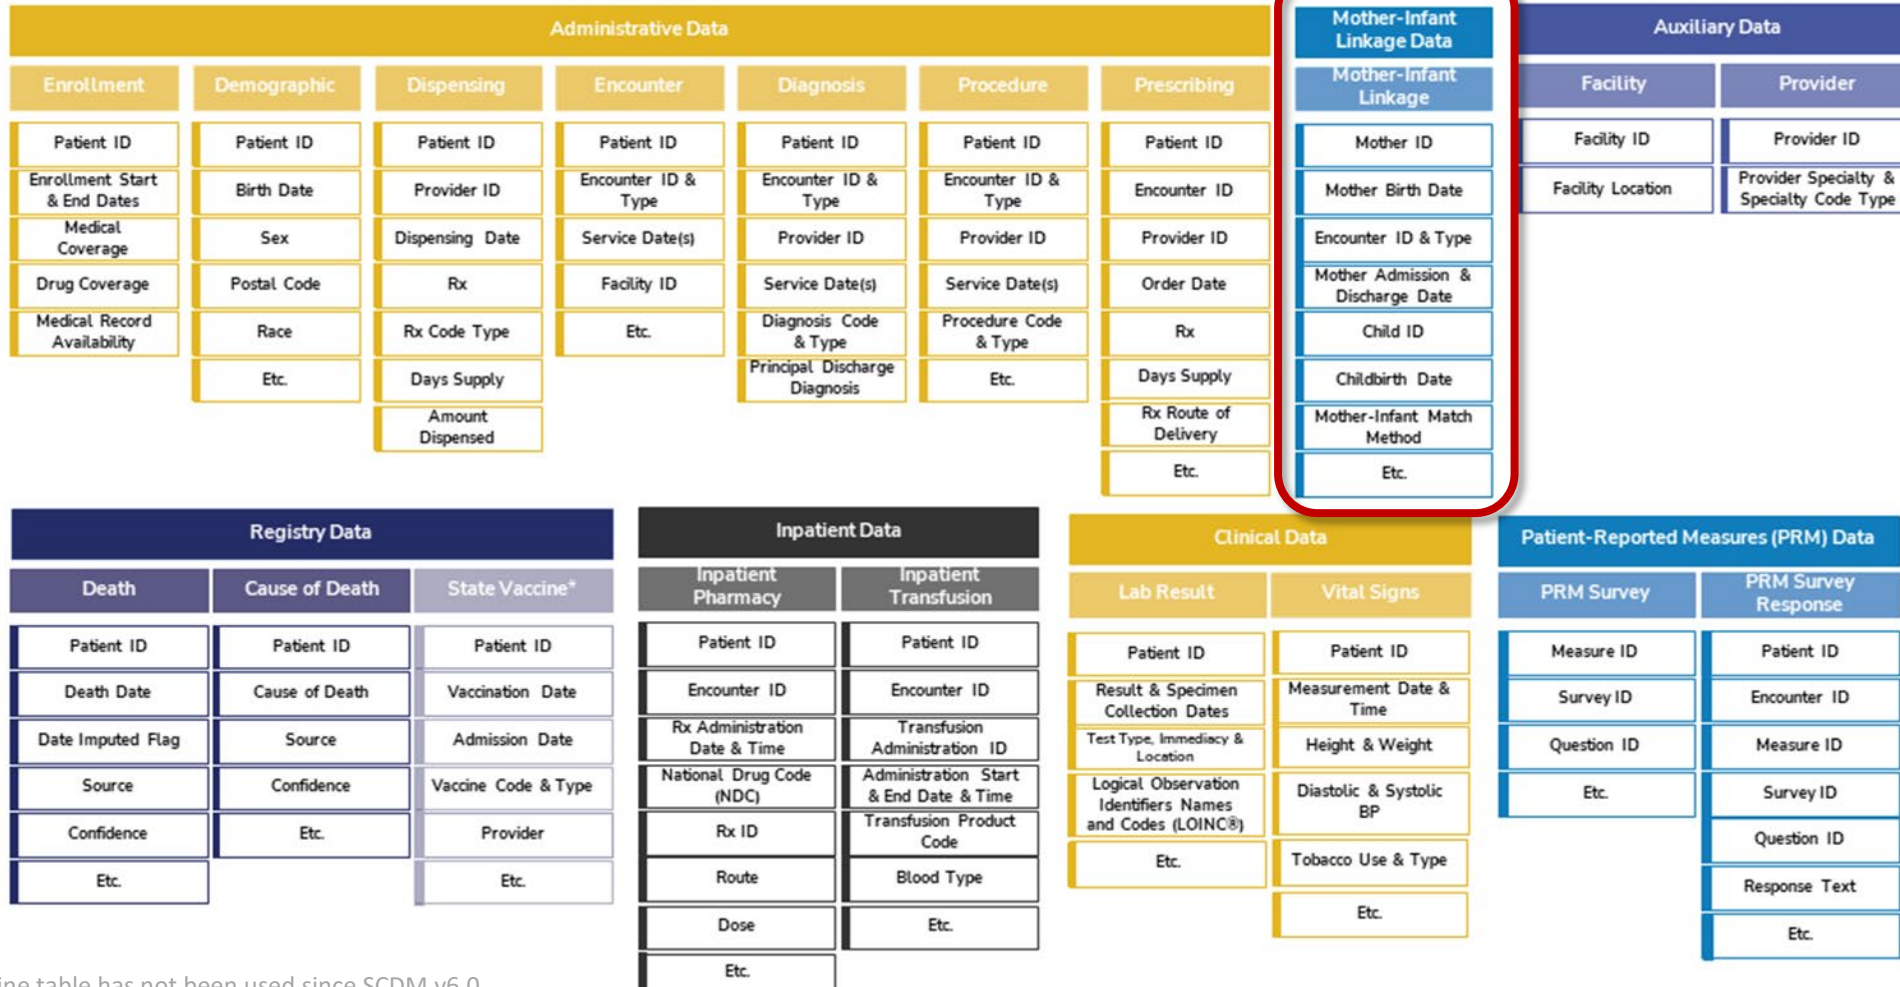 Administrative Data
Enrollment
Patient ID
Enrollment Start
& End Dates
Medical
Coverage
Drug Coverage
Medical Record
Availability
Demographic
Patient ID
Birth Date
Sex
Postal Code
Race
Etc.
Dispensing
Patient ID
Provider ID
Dispensing Date
Rx
Rx Code Type
Days Supply
Amount
Dispensed
Encounter
Patient ID
Encounter ID &
Type
Service Date(s)
Facility ID
Etc.
Diagnosis
Patient ID
Encounter ID &
Type
Provider ID
Service Date(s)
Diagnosis Code
& Type
Principal Discharge
Diagnosis
Procedure
Patient ID
Encounter ID &
Type
Provider ID
Service Date(s)
Procedure Code
& Type
Etc.
Prescribing
Patient ID
Encounter ID
Provider ID
Order Date
Rx
Days Supply
Rx Route of
Delivery
Etc.
Mother-Infant
Linkage Data
Mother-Infant
Linkage
Mother ID
Mother Birth Date
Encounter ID & Type
Mother Admission &
Discharge Date
Child ID
Childbirth Date
Mother-Infant Match
Method
Etc.
Auxiliary Data
Facility
Facility ID
Facility Location
Provider
Provider ID
Provider Specialty &
Specialty Code Type
Registry Data
Death
Patient ID
Death Date
Date Imputed Flag
Source
Confidence
Etc.
Cause of Death
Patient ID
Cause of Death
Source
Confidence
Etc.
State Vaccine*
Patient ID
Vaccination Date
Admission Date
Vaccine Code & Type
Provider
Etc.
Inpatient Data
Inpatient
Pharmacy
Patient ID
Encounter ID
Rx Administration
Date & Time
National Drug Code
(NDC)
Rx ID
Route
Dose
Etc.
Inpatient
Transfusion
Patient ID
Encounter ID
Transfusion
Administration ID
Administration Start
& End Date & Time
Transfusion Product
Code
Blood Type
Etc.
Clinical Data
Lab Result
Patient ID
Result & Specimen
Collection Dates
Test Type, Immediacy &
Location
Logical Observation
Identifiers Names
and Codes (LOINC®)
Etc.
Vital Signs
Patient ID
Measurement Date &
Time
Height & Weight
Diastolic & Systolic
BP
Tobacco Use & Type
Etc.
Patient-Reported Measures (PRM) Data
PRM Survey
Measure ID
Survey ID
Question ID
Etc.
PRM Survey
Response
Patient ID
Encounter ID
Measure ID
Survey ID
Question ID
Response Text
Etc.
table has not been used since SCDM v6.0